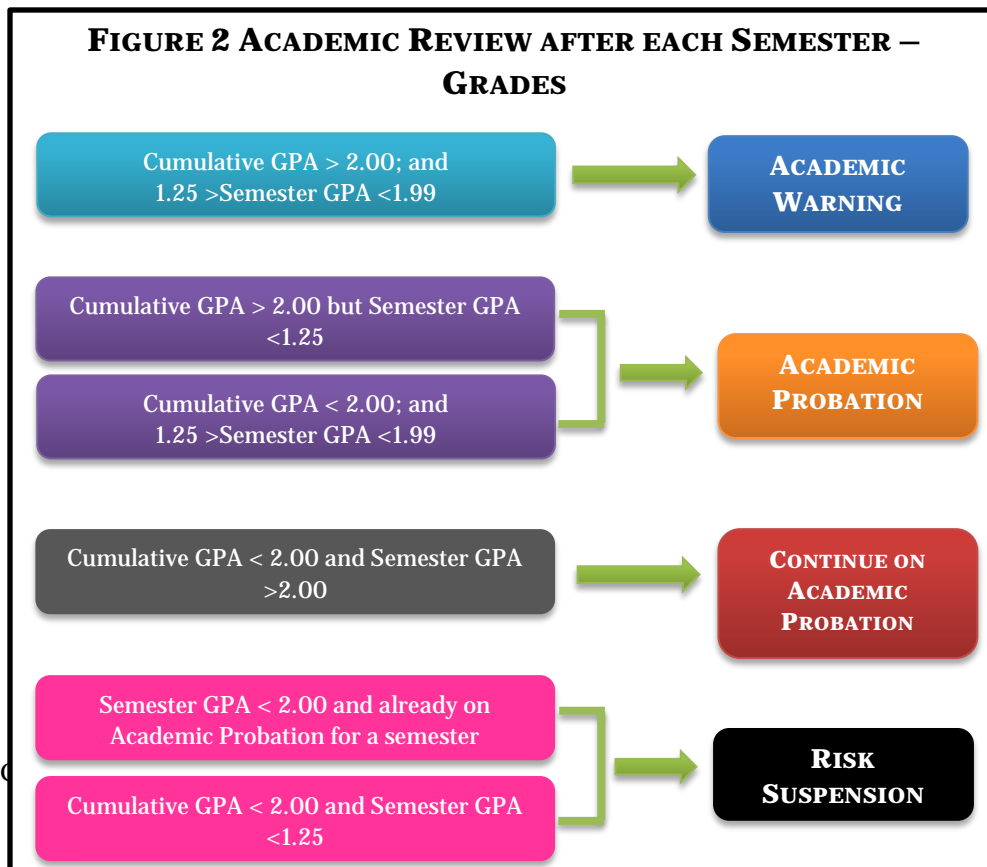 FIGURE 2 ACADEMIC REVIEW AFTER EACH SEMESTER –
GRADES
Cumulative GPA > 2.00; and
1.25 >Semester GPA <1.99
ACADEMIC
WARNING
Cumulative GPA > 2.00 but Semester GPA
<1.25
Cumulative GPA < 2.00; and
1.25 >Semester GPA <1.99
ACADEMIC
PROBATION
Cumulative GPA < 2.00 and Semester GPA
>2.00
CONTINUE ON
ACADEMIC
PROBATION
Semester GPA < 2.00 and already on
Academic Probation for a semester
Cumulative GPA < 2.00 and Semester GPA
<1.25
RISK
SUSPENSION